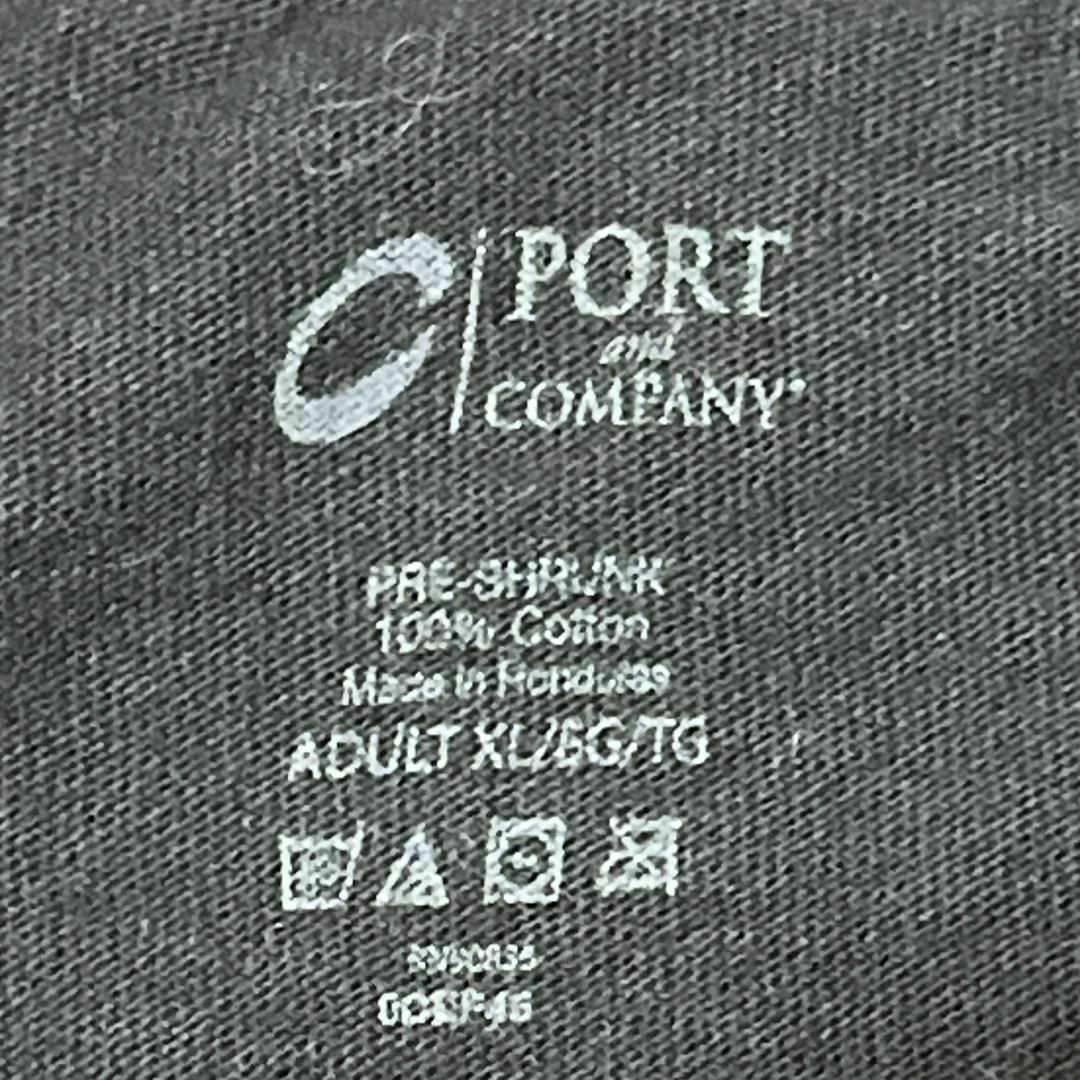 PORT
and
COMPANY
PRE-SHRUNK
100% Cotton
Made in Honduras
ADULT XL/EG/TG